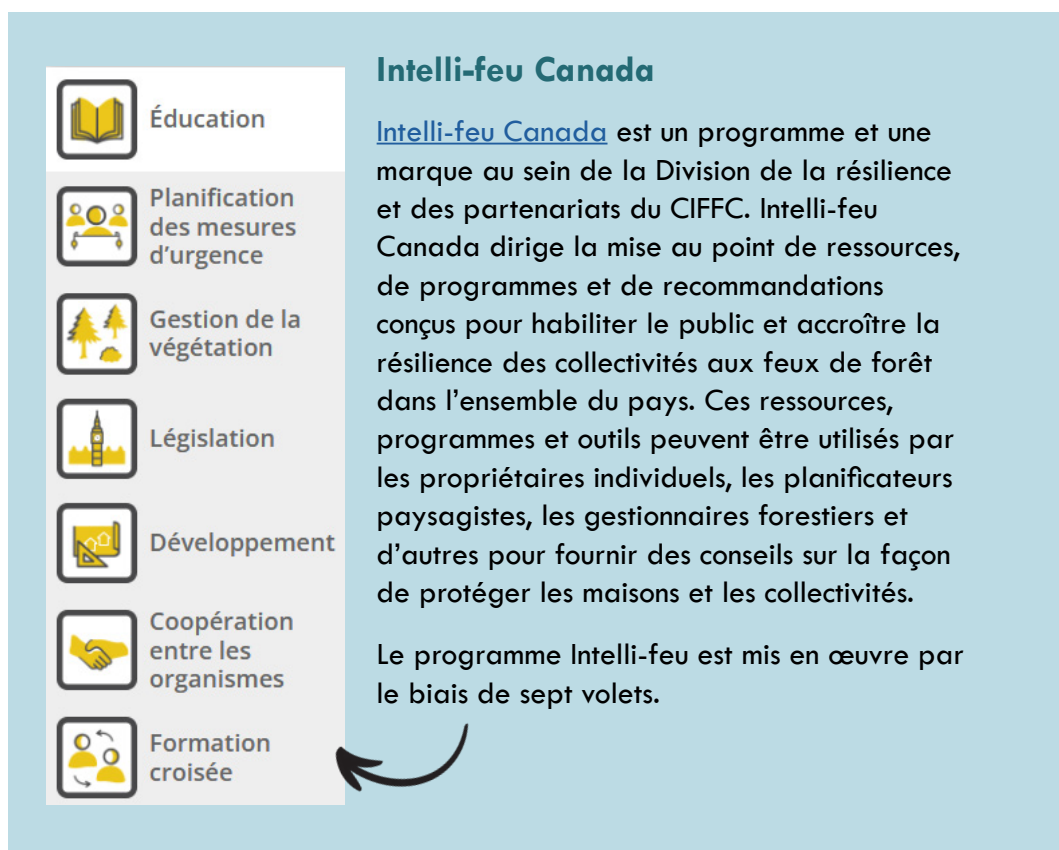 Éducation
Planification
des mesures
d'urgence
Gestion de la
végétation
Législation
Développement
Coopération
entre les
organismes
Formation
croisée
Intelli-feu Canada
Intelli-feu Canada est un programme et une
marque au sein de la Division de la résilience
et des partenariats du CIFFC. Intelli-feu
Canada dirige la mise au point de ressources,
de programmes et de recommandations
conçus pour habiliter le public et accroître la
résilience des collectivités aux feux de forêt
dans l'ensemble du pays. Ces ressources,
programmes et outils peuvent être utilisés par
les propriétaires individuels, les planificateurs
paysagistes, les gestionnaires forestiers et
d'autres pour fournir des conseils sur la façon
de protéger les maisons et les collectivités.
Le programme Intelli-feu est mis en œuvre par
le biais de sept volets.